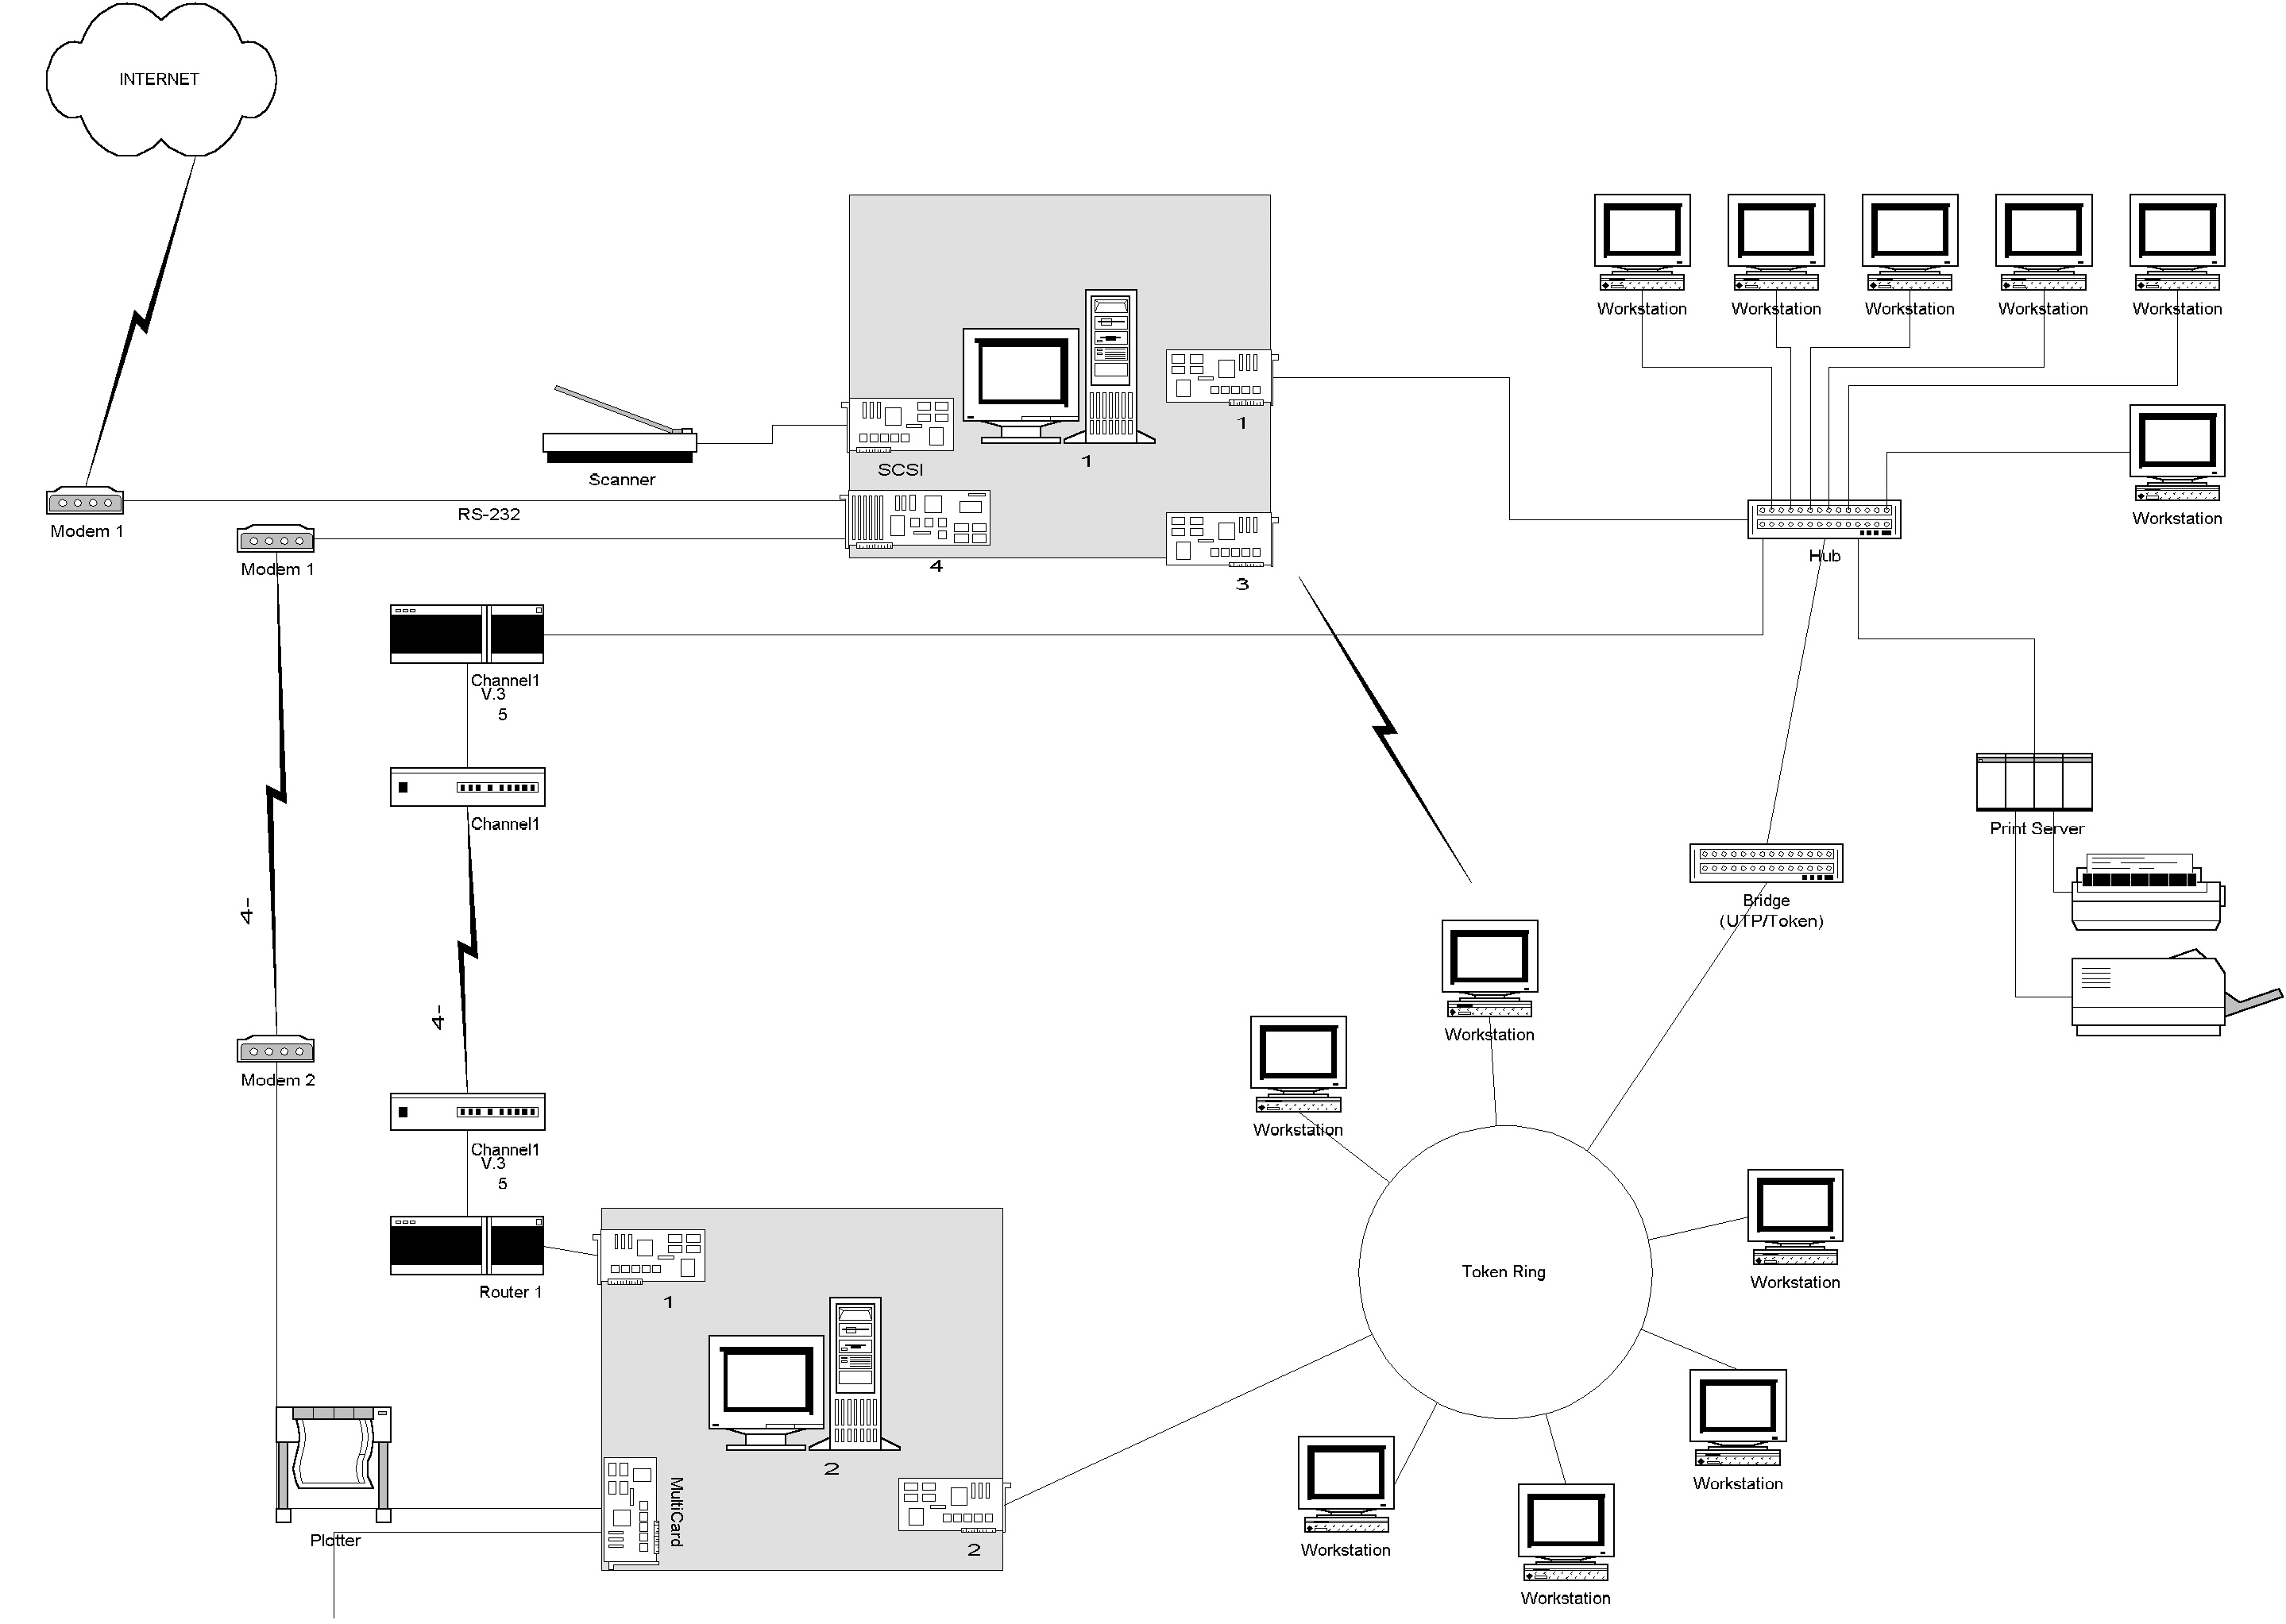 INTERNET
Workstation
Workstation
Workstation
Workstation
Workstation
1
1
SCSI
Scanner
RS-232
Modem 1
Workstation
Modem 1
4
3
Hub
Channel1
V.3
5
Channel1
Print Server
4-
Bridge
(UTP/Token)
4-
Workstation
Modem 2
Workstation
Channel1
V.3
5
Token Ring
Workstation
Router 1
1
2
MultiCard
Workstation
Plotter
2
Workstation
Workstation